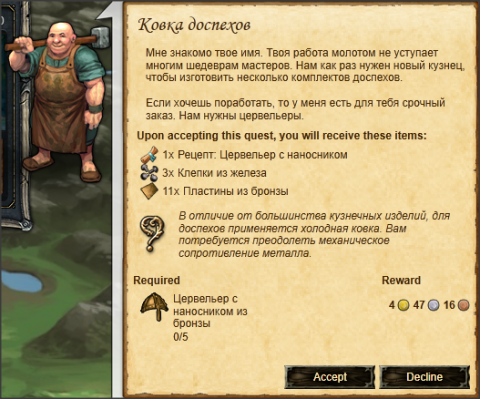 Ковка доспехов
Мне знакомо твое имя. Твоя работа молотом не уступает
многим шедеврам мастеров. Нам как раз нужен новый кузнец,
чтобы изготовить несколько комплектов доспехов.
Если хочешь поработать, то у меня есть для тебя срочный
заказ. Нам нужны цервельеры.
Upon accepting this quest, you will receive these items:
1x Рецепт: Цервельер с наносником
3x Клепки из железа
11x Пластины из бронзы
В отличие от большинства кузнечных изделий, для
доспехов применяется холодная ковка. Вам
потребуется преодолеть механическое
сопротивление металла.
Required
Reward
Цервельер с
наносником из
бронзы
0/5
4 47 16
Accept
Decline